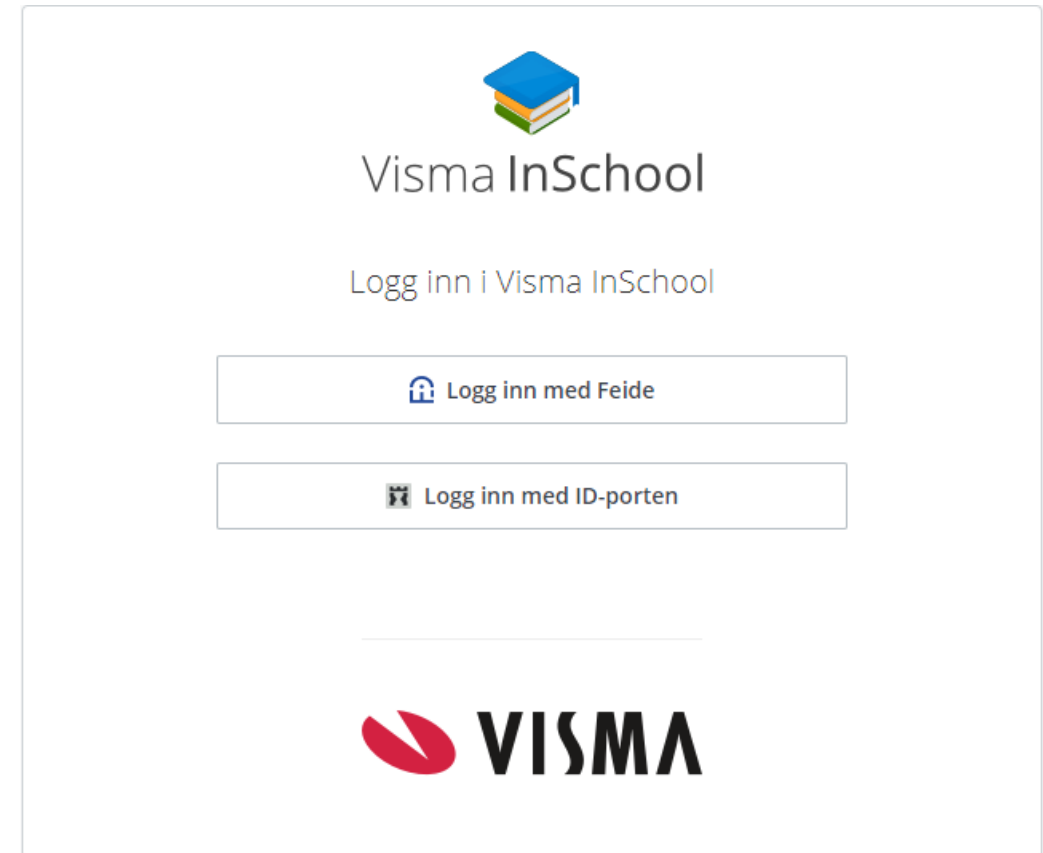 Visma InSchool
Logg inn i Visma InSchool
Logg inn med Feide
Logg inn med ID-porten
VISMA